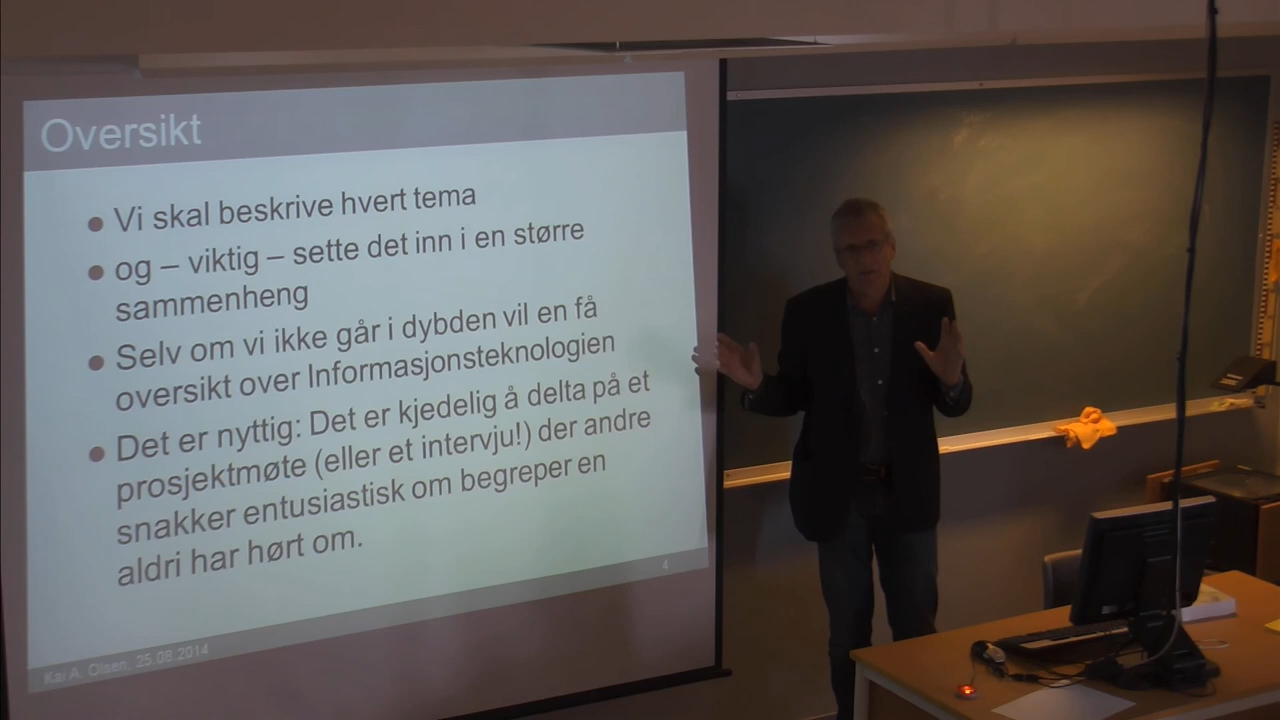 Oversikt
Vi skal beskrive hvert tema
og – viktig – sette det inn i en større
sammenheng
Selv om vi ikke går i dybden vil en få
oversikt over Informasjonsteknologien
Det er nyttig: Det er kjedelig å delta på et
prosjektmøte (eller et intervju!) der andre
snakker entusiastisk om begreper en
aldri har hørt om.
4
Kai A. Olsen, 25.08.2014